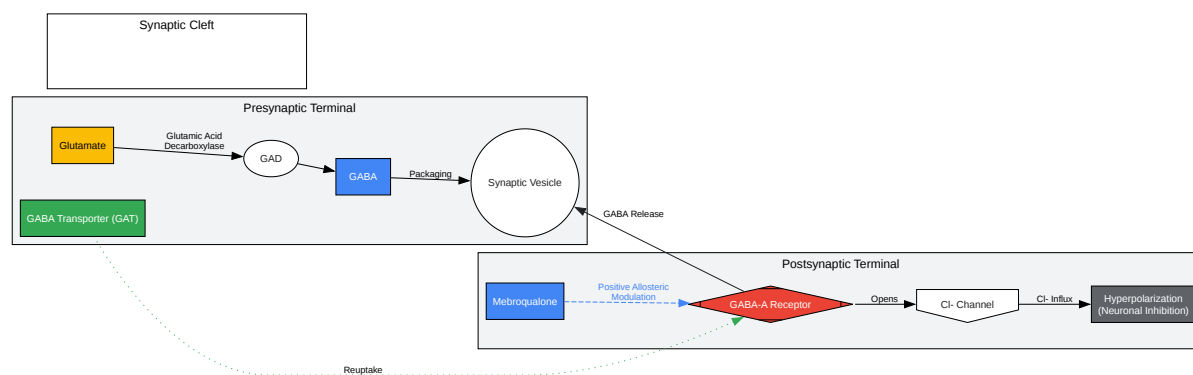 Synaptic Cleft
Presynaptic Terminal
Glutamate
Glutamic Acid
Decarboxylase
GAD
GABA
Packaging
Synaptic Vesicle
GABA Transporter (GAT)
GABA Release
Postsynaptic Terminal
Mebroqualone
Positive Allosteric
Modulation
GABA-A Receptor
Opens
Cl- Channel
Cl- Influx
Hyperpolarization
(Neuronal Inhibition)
Reuptake